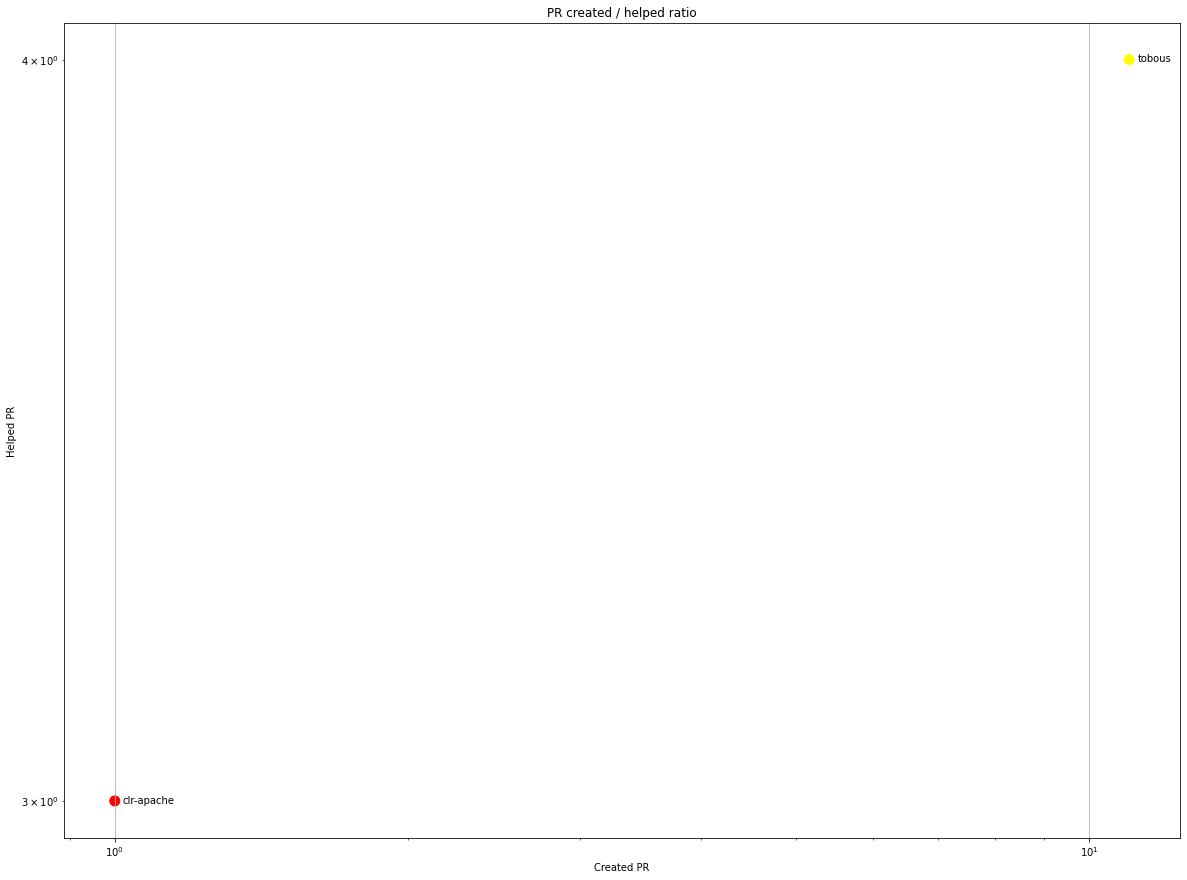 PR created / helped ratio
4 × 10⁰
tobous
Helped PR
3 × 10⁰
clr-apache
10⁰
10¹
Created PR